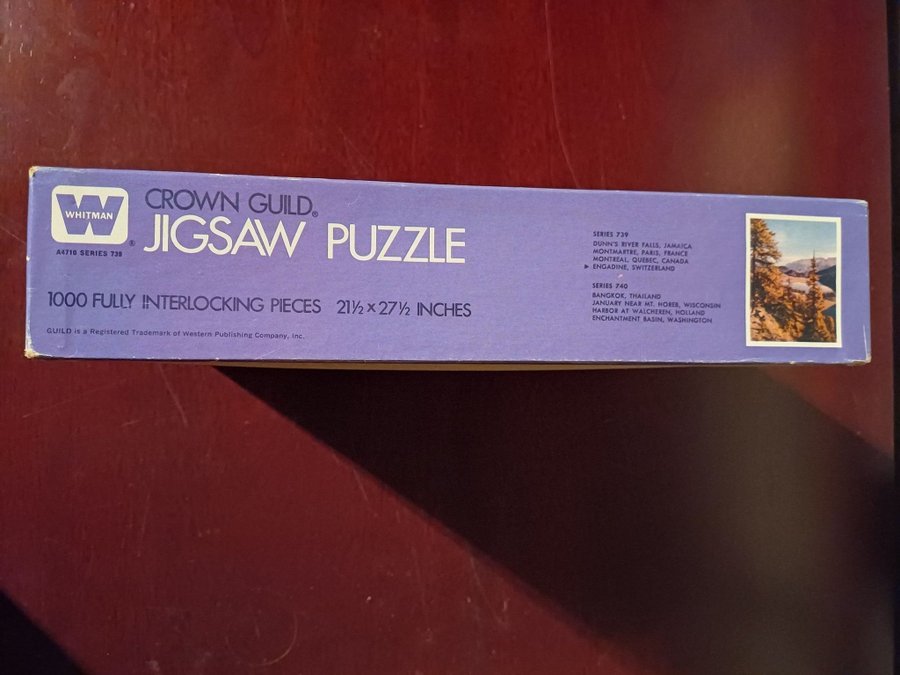 W
WHITMAN
®
A4710 SERIES 739
CROWN GUILD®
JIGSAW PUZZLE
1000 FULLY INTERLOCKING PIECES 21½ x 27½ INCHES
GUILD is a Registered Trademark of Western Publishing Company, Inc.
SERIES 739
DUNN'S RIVER FALLS, JAMAICA
MONTMARTRE, PARIS, FRANCE
MONTREAL, QUEBEC, CANADA
▶ ENGADINE, SWITZERLAND
SERIES 740
BANGKOK, THAILAND
JANUARY NEAR MT. HOREB, WISCONSIN
HARBOR AT WALCHEREN, HOLLAND
ENCHANTMENT BASIN, WASHINGTON